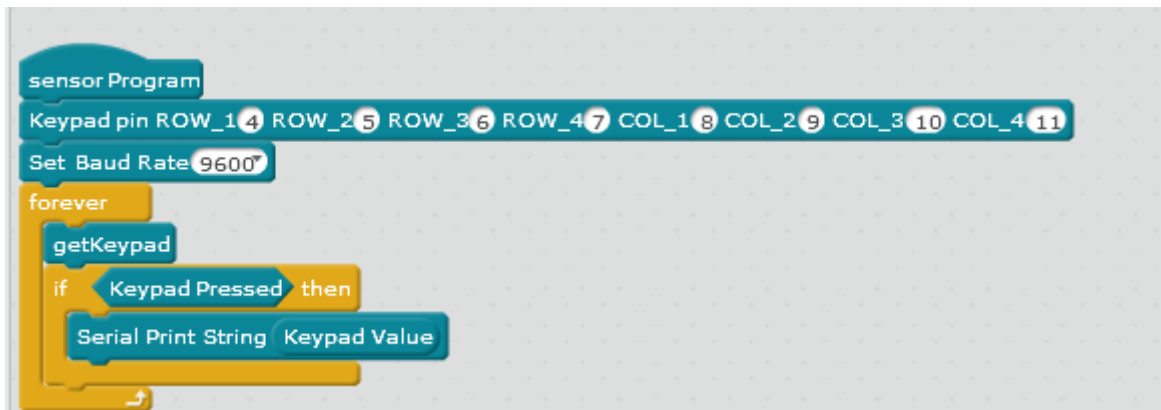 sensor Program
Keypad pin ROW_1 4 ROW_2 5 ROW_3 6 ROW_4 7 COL_1 8 COL_2 9 COL_3 10 COL_4 11
Set Baud Rate 9600
forever
getKeypad
if Keypad Pressed then
Serial Print String Keypad Value